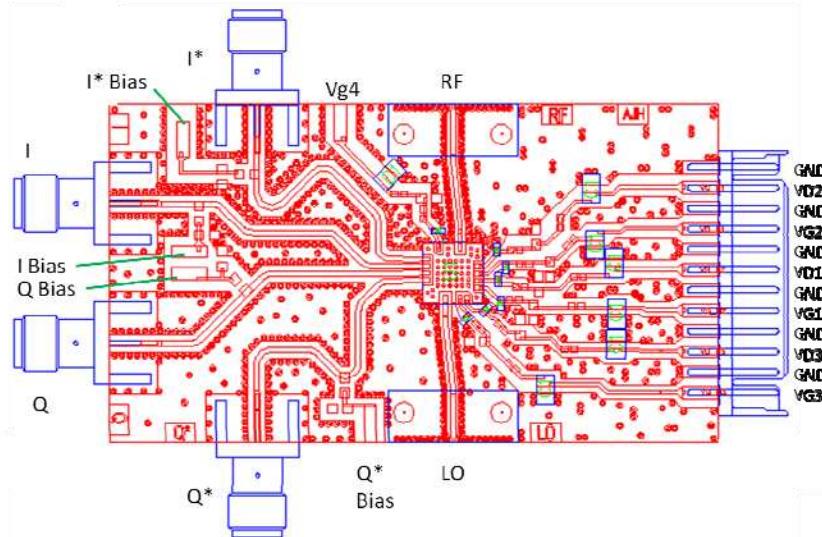 I*
I* Bias
Vg4
RF
RF
AJH
I
GND
VD2
GND
VG2
GND
VD1
GND
VG1
GND
VD3
GND
VG3
I Bias
Q Bias
Q
Q*
LO
Q*
Q*
Bias
LO